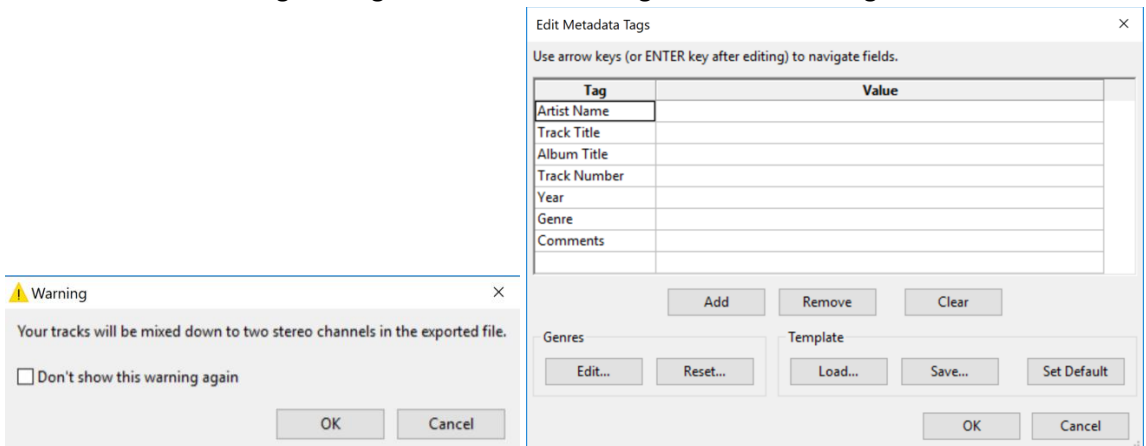 Warning
Your tracks will be mixed down to two stereo channels in the exported file.
Don't show this warning again
OK Cancel
Edit Metadata Tags
Use arrow keys (or ENTER key after editing) to navigate fields.
Tag Value
Artist Name
Track Title
Album Title
Track Number
Year
Genre
Comments
Add Remove Clear
Genres Template
Edit... Reset... Load... Save... Set Default
OK Cancel